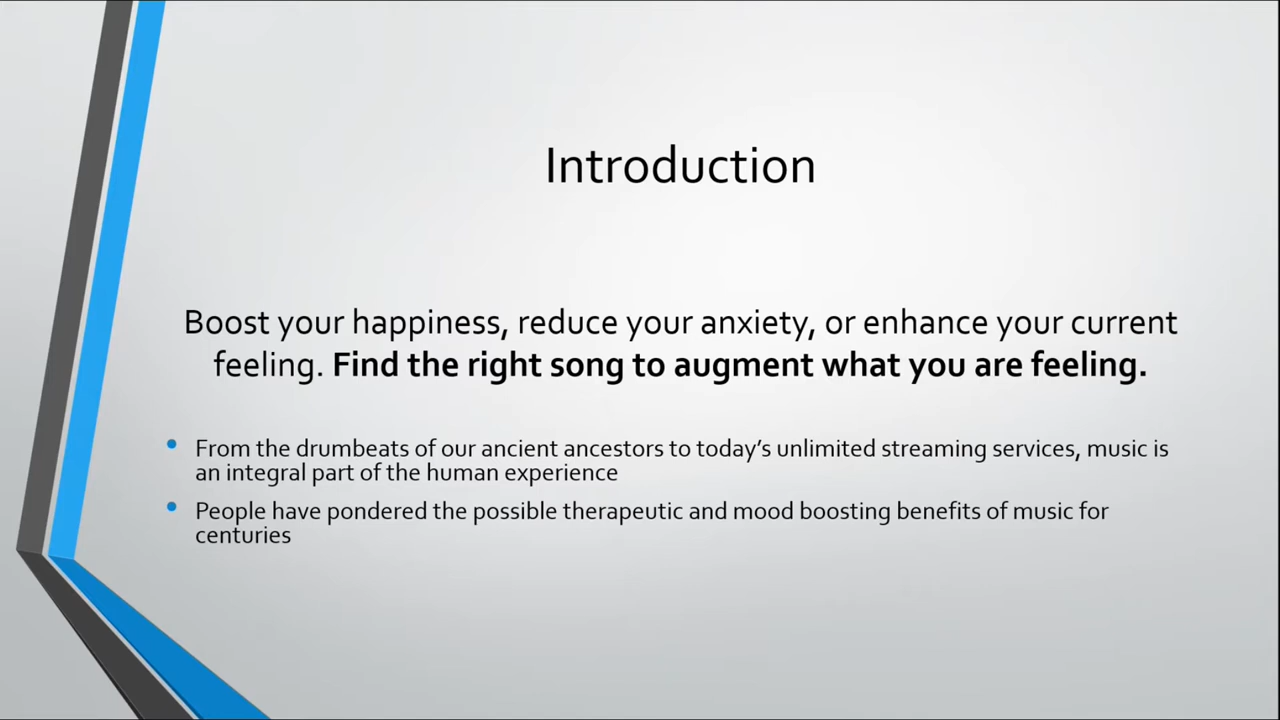 Introduction
Boost your happiness, reduce your anxiety, or enhance your current
feeling. Find the right song to augment what you are feeling.
• From the drumbeats of our ancient ancestors to today’s unlimited streaming services, music is
an integral part of the human experience
• People have pondered the possible therapeutic and mood boosting benefits of music for
centuries